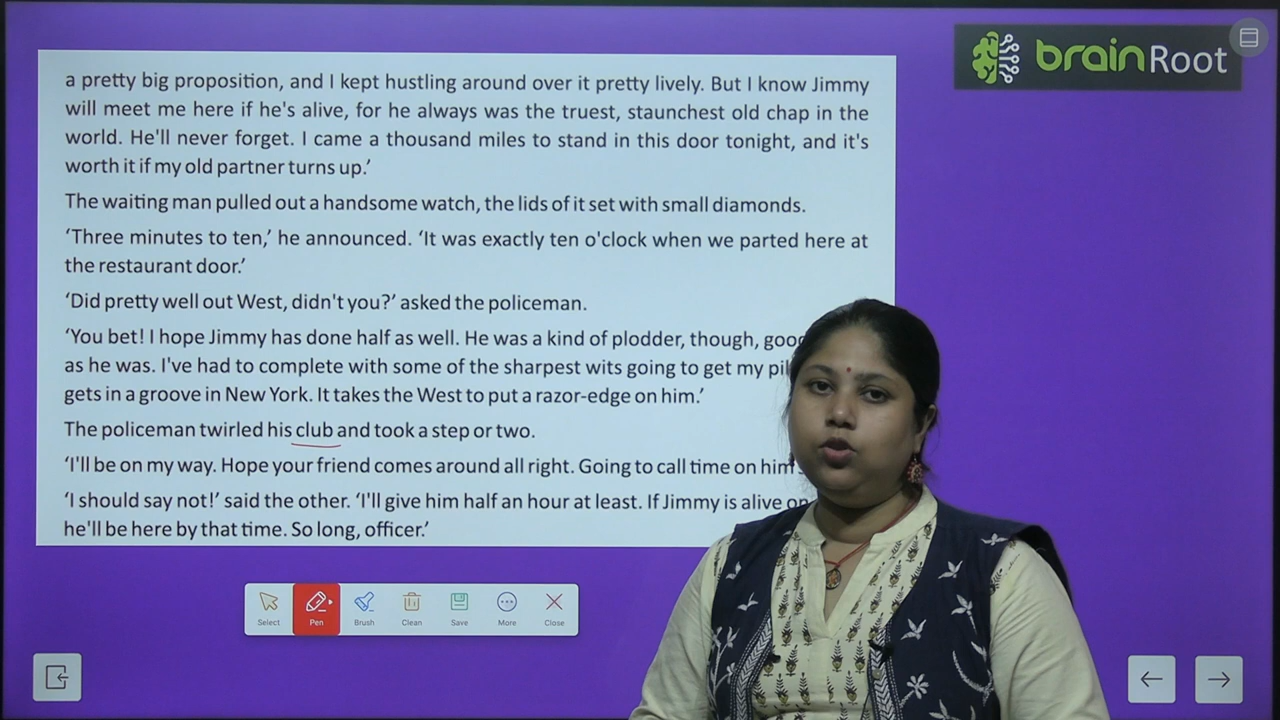 brainRoot
a pretty big proposition, and I kept hustling around over it pretty lively. But I know Jimmy
will meet me here if he's alive, for he always was the truest, staunchest old chap in the
world. He'll never forget. I came a thousand miles to stand in this door tonight, and it's
worth it if my old partner turns up.’
The waiting man pulled out a handsome watch, the lids of it set with small diamonds.
‘Three minutes to ten,’ he announced. ‘It was exactly ten o'clock when we parted here at
the restaurant door.’
‘Did pretty well out West, didn't you?’ asked the policeman.
‘You bet! I hope Jimmy has done half as well. He was a kind of plodder, though,
as he was. I've had to complete with some of the sharpest wits going to get my
gets in a groove in New York. It takes the West to put a razor-edge on him.’
The policeman twirled his club and took a step or two.
‘I'll be on my way. Hope your friend comes around all right. Going to call time on him
‘I should say not!’ said the other. ‘I'll give him half an hour at least. If Jimmy is alive on
he'll be here by that time. So long, officer.’
Select Pen Brush Clean Save More Close